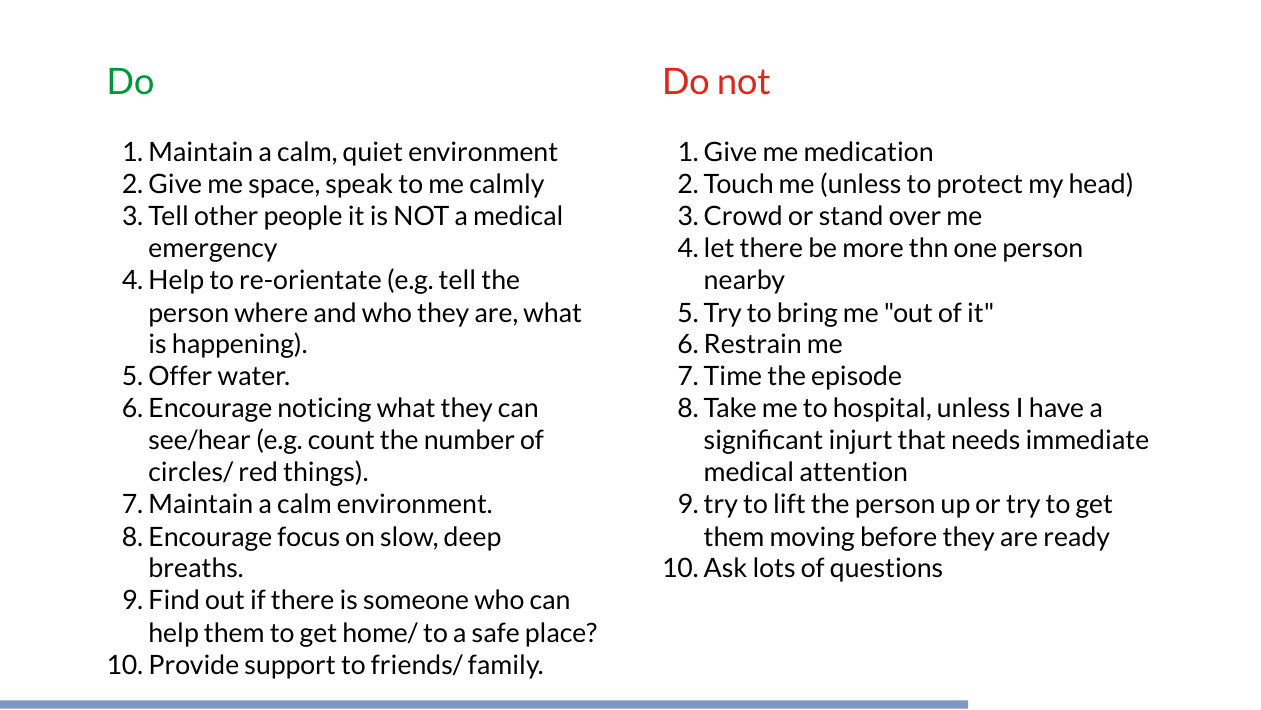 Do
1. Maintain a calm, quiet environment
2. Give me space, speak to me calmly
3. Tell other people it is NOT a medical
emergency
4. Help to re-orientate (e.g. tell the
person where and who they are, what
is happening).
5. Offer water.
6. Encourage noticing what they can
see/hear (e.g. count the number of
circles/ red things).
7. Maintain a calm environment.
8. Encourage focus on slow, deep
breaths.
9. Find out if there is someone who can
help them to get home/ to a safe place?
10. Provide support to friends/ family.
Do not
1. Give me medication
2. Touch me (unless to protect my head)
3. Crowd or stand over me
4. let there be more thn one person
nearby
5. Try to bring me "out of it"
6. Restrain me
7. Time the episode
8. Take me to hospital, unless I have a
significant injurt that needs immediate
medical attention
9. try to lift the person up or try to get
them moving before they are ready
10. Ask lots of questions